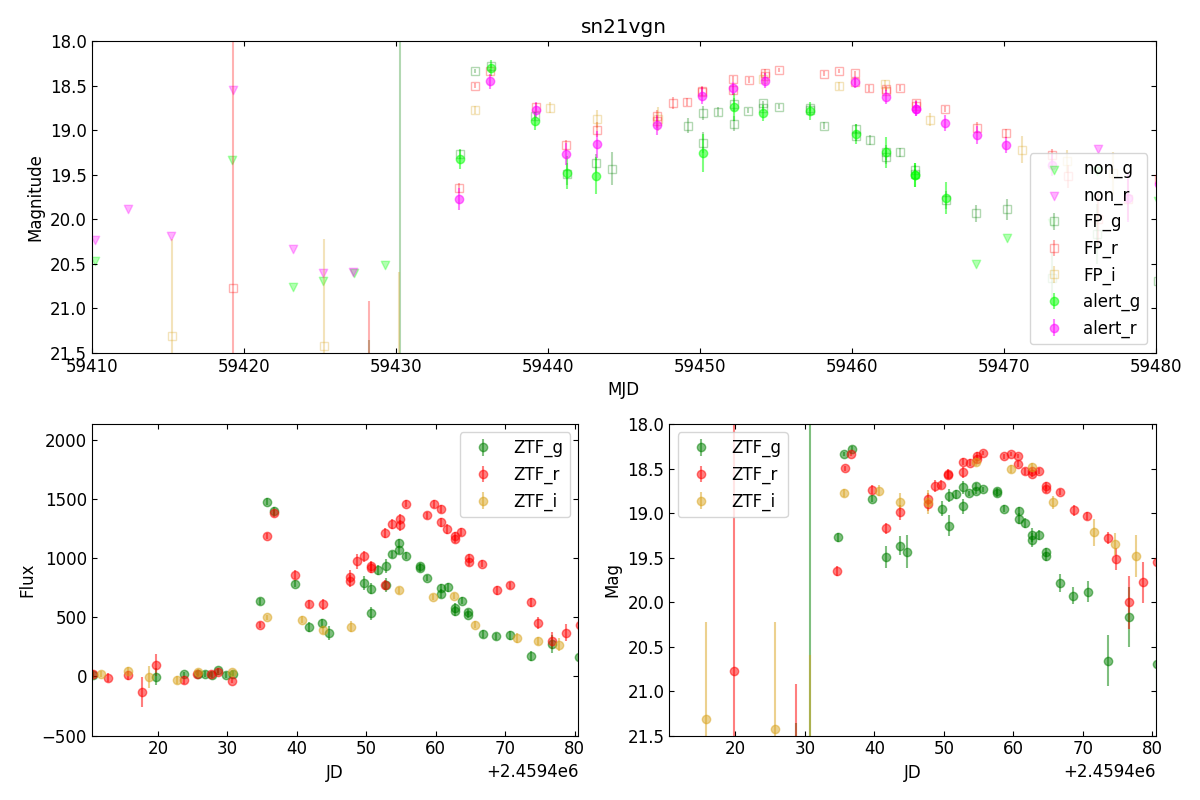 sn21vgn
Magnitude
18.0
18.5
19.0
19.5
20.0
20.5
21.0
21.5
non_g
non_r
FP_g
FP_r
FP_i
alert_g
alert_r
59410
59420
59430
59440
59450
59460
59470
59480
MJD
Flux
2000
1500
1000
500
0
−500
ZTF_g
ZTF_r
ZTF_i
20
30
40
50
60
70
80
JD
+2.4594e6
Mag
18.0
18.5
19.0
19.5
20.0
20.5
21.0
21.5
ZTF_g
ZTF_r
ZTF_i
20
30
40
50
60
70
80
JD
+2.4594e6